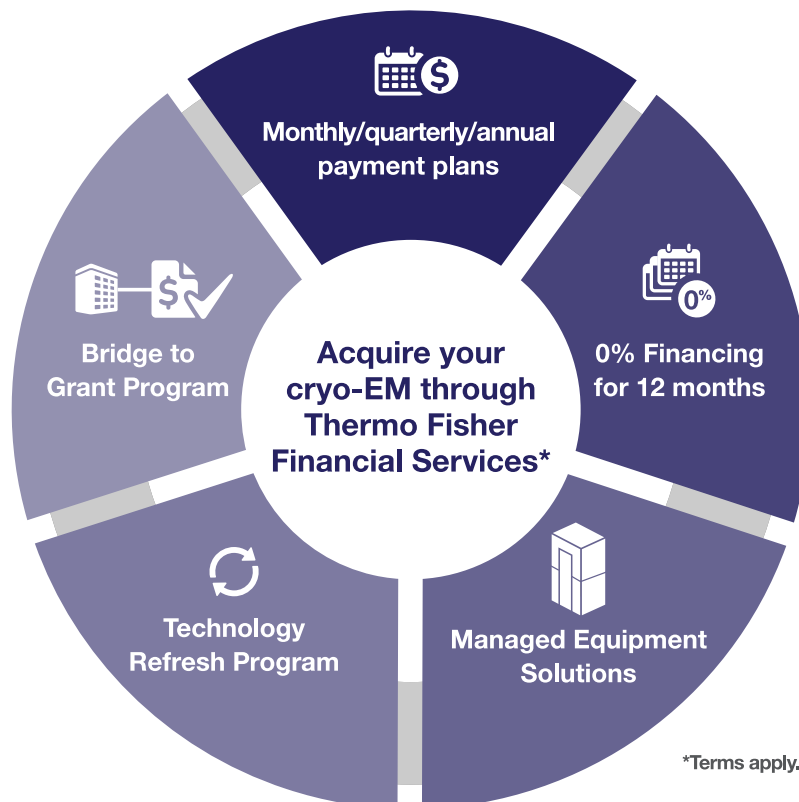 $
Monthly/quarterly/annual
payment plans
0%
0% Financing
for 12 months
$
Bridge to
Grant Program
Acquire your
cryo-EM through
Thermo Fisher
Financial Services*
Technology
Refresh Program
Managed Equipment
Solutions
*Terms apply.